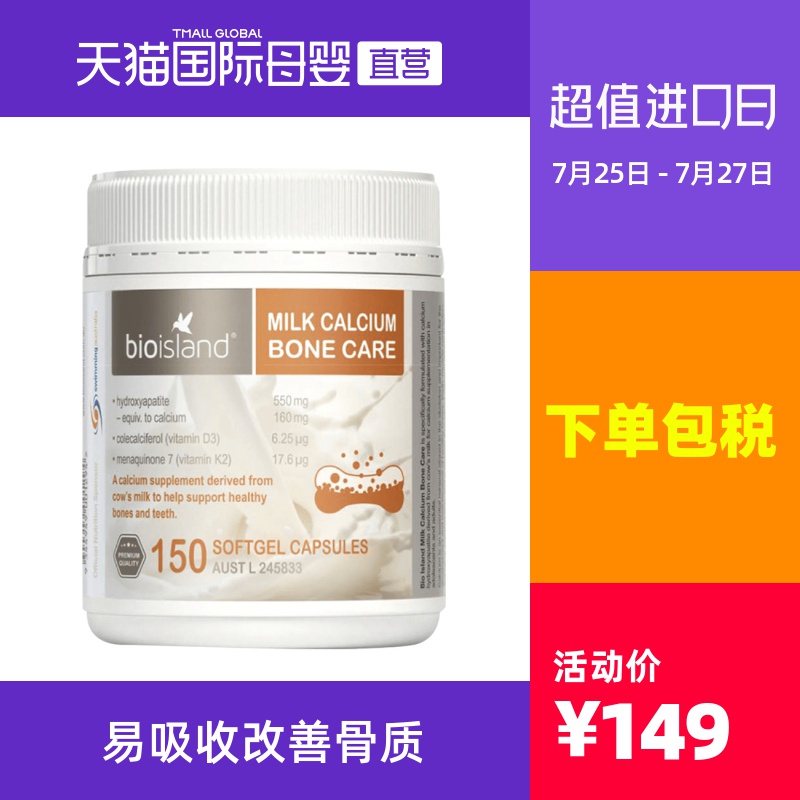 TMALL GLOBAL
天猫国际母婴 直营
超值进口日
7月25日 - 7月27日
bioisland®
MILK CALCIUM
BONE CARE
• hydroxyapatite 550 mg
– equiv. to calcium 160 mg
• colecalciferol (vitamin D3) 6.25 µg
• menaquinone 7 (vitamin K2) 17.6 µg
A calcium supplement derived from
cow's milk to help support healthy
bones and teeth.
PREMIUM
QUALITY
150 SOFTGEL CAPSULES
AUST L 245833
swimming australia
下单包税
活动价
¥149
易吸收改善骨质